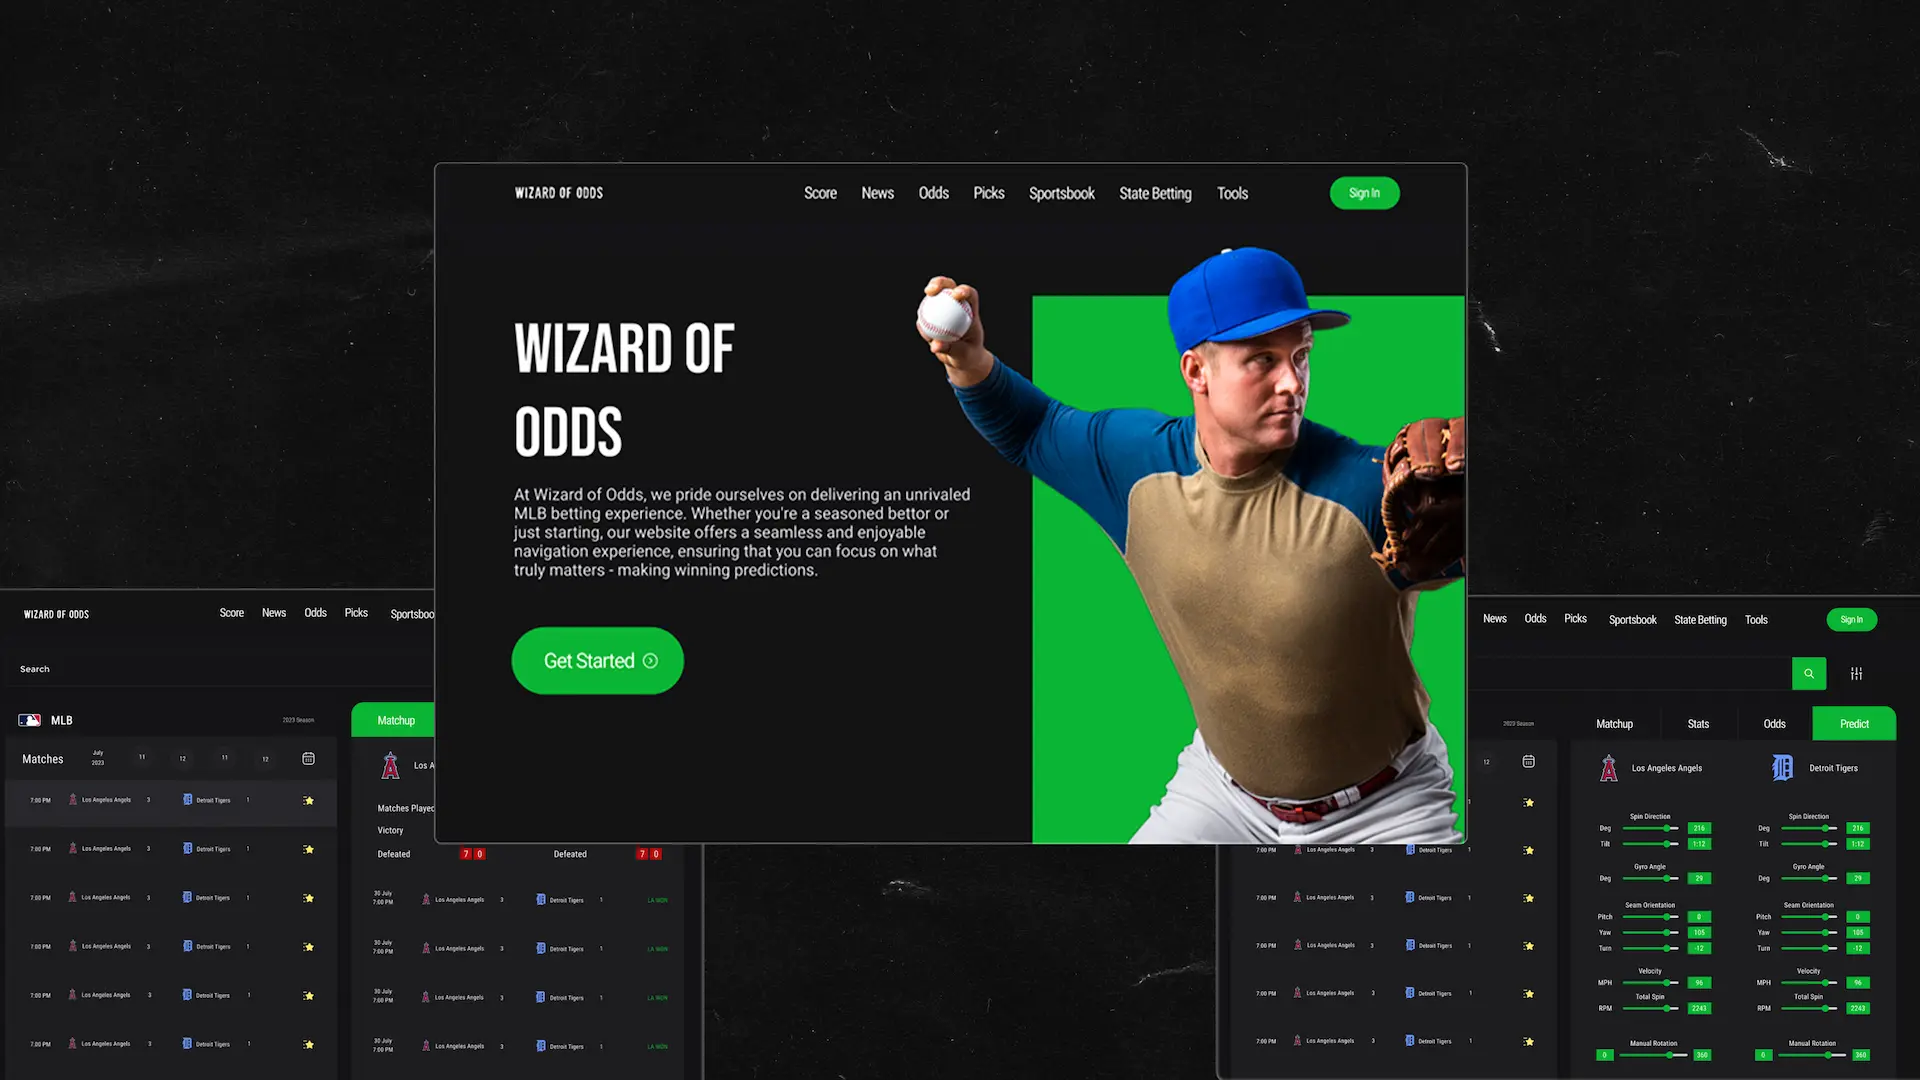 WIZARD OF ODDS
Score News Odds Picks Sportsbook State Betting Tools
Sign In
WIZARD OF
ODDS
At Wizard of Odds, we pride ourselves on delivering an unrivaled
MLB betting experience. Whether you're a seasoned bettor or
just starting, our website offers a seamless and enjoyable
navigation experience, ensuring that you can focus on what
truly matters - making winning predictions.
Get Started
WIZARD OF ODDS
Score News Odds Picks Sportsboo
Search
MLB
2023 Season
Matches
July
2023
11 12 11 12
7:00 PM Los Angeles Angels 3 Detroit Tigers 1
7:00 PM Los Angeles Angels 3 Detroit Tigers 1
7:00 PM Los Angeles Angels 3 Detroit Tigers 1
7:00 PM Los Angeles Angels 3 Detroit Tigers 1
7:00 PM Los Angeles Angels 3 Detroit Tigers 1
7:00 PM Los Angeles Angels 3 Detroit Tigers 1
Matchup
Los A
Matches Played
Victory
Defeated 7 0 Defeated 7 0
30 July
7:00 PM Los Angeles Angels 3 Detroit Tigers 1 LA WON
30 July
7:00 PM Los Angeles Angels 3 Detroit Tigers 1 LA WON
30 July
7:00 PM Los Angeles Angels 3 Detroit Tigers 1 LA WON
30 July
7:00 PM Los Angeles Angels 3 Detroit Tigers 1 LA WON
News Odds Picks Sportsbook State Betting Tools
Sign In
2023 Season
12
1
7:00 PM Los Angeles Angels 3 Detroit Tigers 1
7:00 PM Los Angeles Angels 3 Detroit Tigers 1
7:00 PM Los Angeles Angels 3 Detroit Tigers 1
7:00 PM Los Angeles Angels 3 Detroit Tigers 1
7:00 PM Los Angeles Angels 3 Detroit Tigers 1
Matchup Stats Odds Predict
Los Angeles Angels Detroit Tigers
Spin Direction Spin Direction
Deg 216 Deg 216
Tilt 1:12 Tilt 1:12
Gyro Angle Gyro Angle
Deg 29 Deg 29
Seam Orientation Seam Orientation
Pitch 0 Pitch 0
Yaw 105 Yaw 105
Turn -12 Turn -12
Velocity Velocity
MPH 96 MPH 96
Total Spin Total Spin
RPM 2243 RPM 2243
Manual Rotation Manual Rotation
0 360 0 360